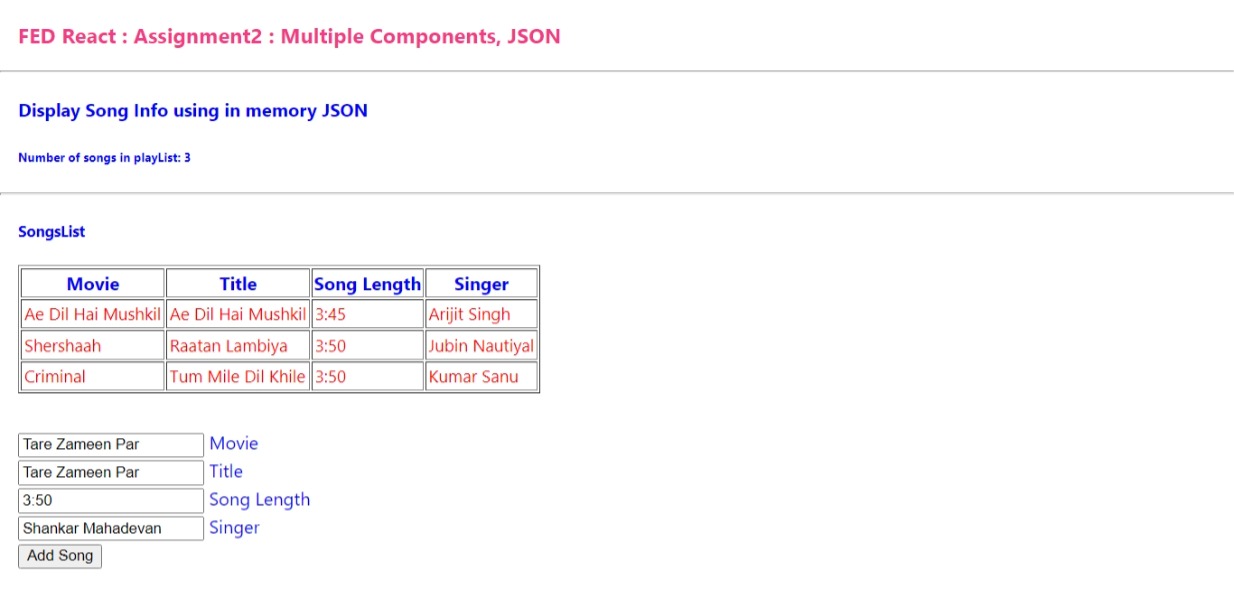 FED React : Assignment2 : Multiple Components, JSON
Display Song Info using in memory JSON
Number of songs in playList: 3
SongsList
Movie Title Song Length Singer
Ae Dil Hai Mushkil Ae Dil Hai Mushkil 3:45 Arijit Singh
Shershaah Raatan Lambiya 3:50 Jubin Nautiyal
Criminal Tum Mile Dil Khile 3:50 Kumar Sanu
Tare Zameen Par Movie
Tare Zameen Par Title
3:50 Song Length
Shankar Mahadevan Singer
Add Song